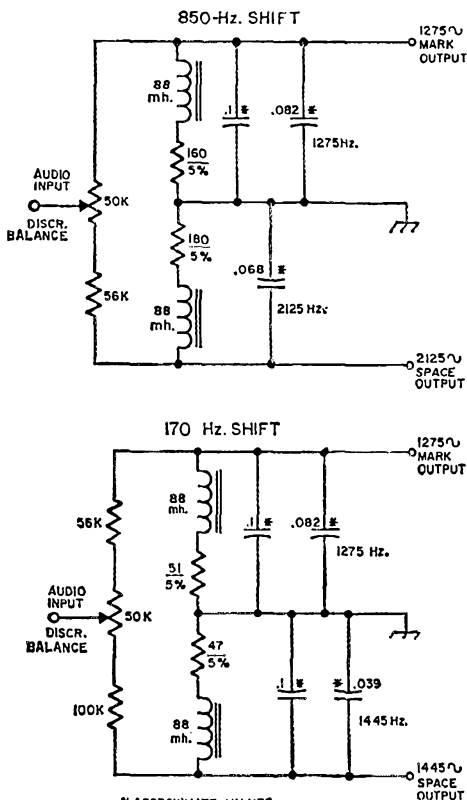 850-Hz. SHIFT
1275~
MARK
OUTPUT
88
mh.
.1 *
.082 *
1275Hz.
160
5%
AUDIO
INPUT
50K
DISCR.
BALANCE
180
5%
.068 *
56K
88
mh.
2125 Hz.
2125~
SPACE
OUTPUT
170 Hz. SHIFT
1275~
MARK
OUTPUT
56K
88
mh.
.1 *
.082 *
1275 Hz.
51
5%
AUDIO
INPUT
50K
DISCR.
BALANCE
47
5%
.1 *
* .039
100K
88
mh.
1445Hz.
1445~
SPACE
OUTPUT